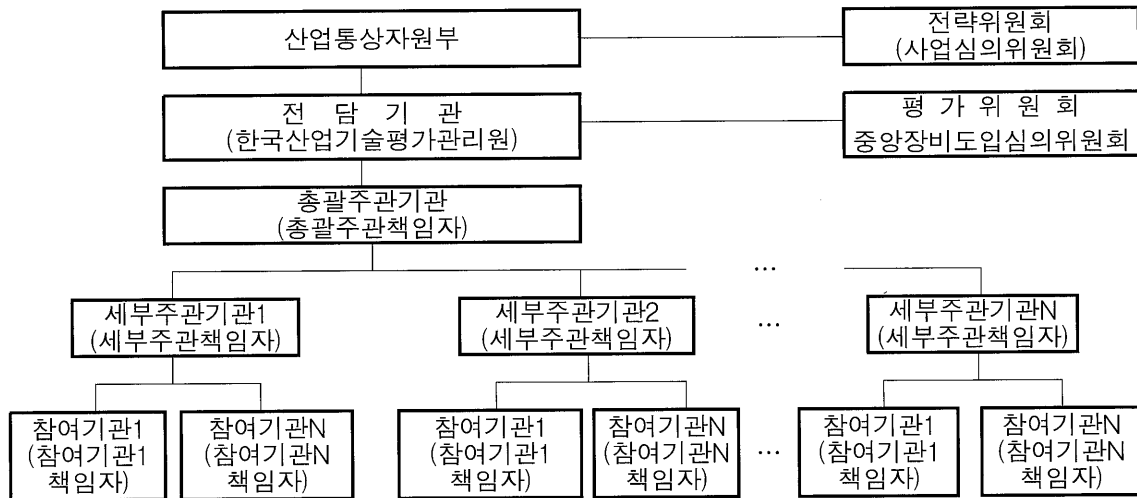 산업통상자원부
전략위원회
(사업심의위원회)
전 담 기 관
(한국산업기술평가관리원)
평 가 위 원 회
중앙장비도입심의위원회
총괄주관기관
(총괄주관책임자)
...
세부주관기관1
(세부주관책임자)
세부주관기관2
(세부주관책임자)
...
세부주관기관N
(세부주관책임자)
참여기관1
(참여기관1
책임자)
참여기관N
(참여기관N
책임자)
참여기관1
(참여기관1
책임자)
참여기관N
(참여기관N
책임자)
...
참여기관1
(참여기관1
책임자)
참여기관N
(참여기관N
책임자)